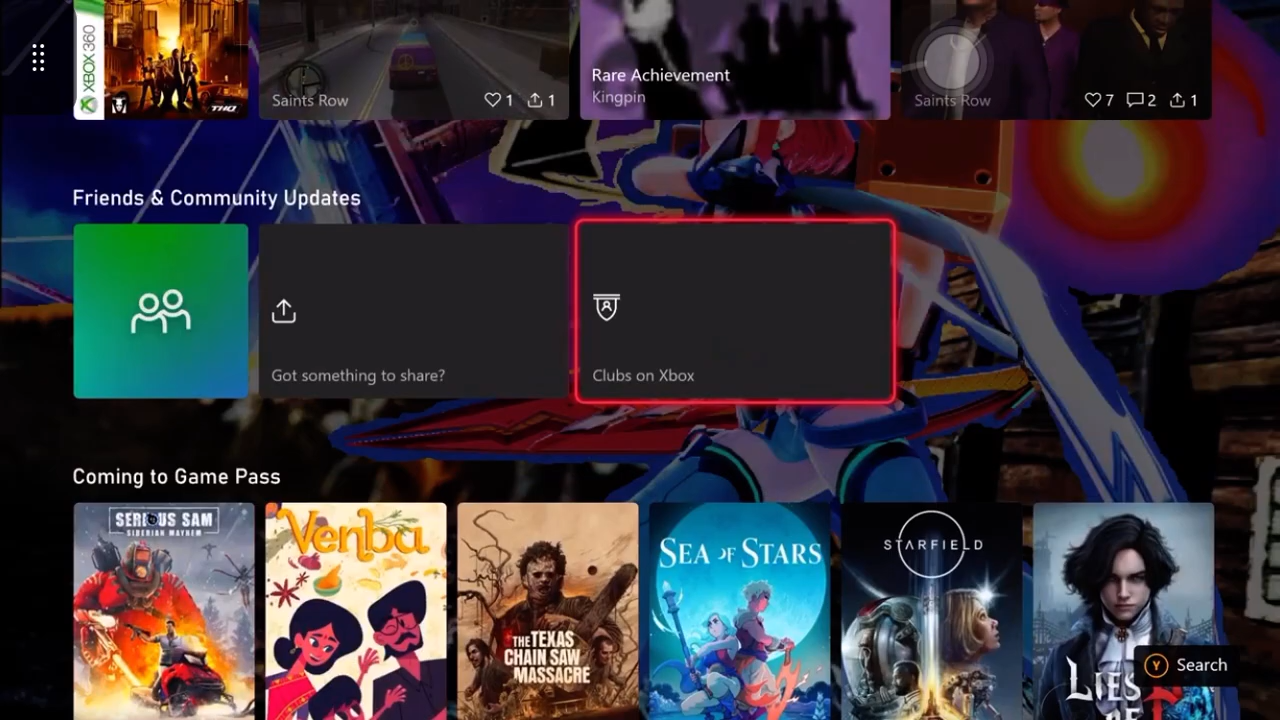 XBOX 360
THQ
Saints Row
1
1
Rare Achievement
Kingpin
Saints Row
7
2
1
Friends & Community Updates
Got something to share?
Clubs on Xbox
Coming to Game Pass
SERIOUS SAM
SIBERIAN MAYHEM
Venba
THE TEXAS
CHAIN SAW
MASSACRE
SEA OF STARS
STARFIELD
LIES
OF
Y Search